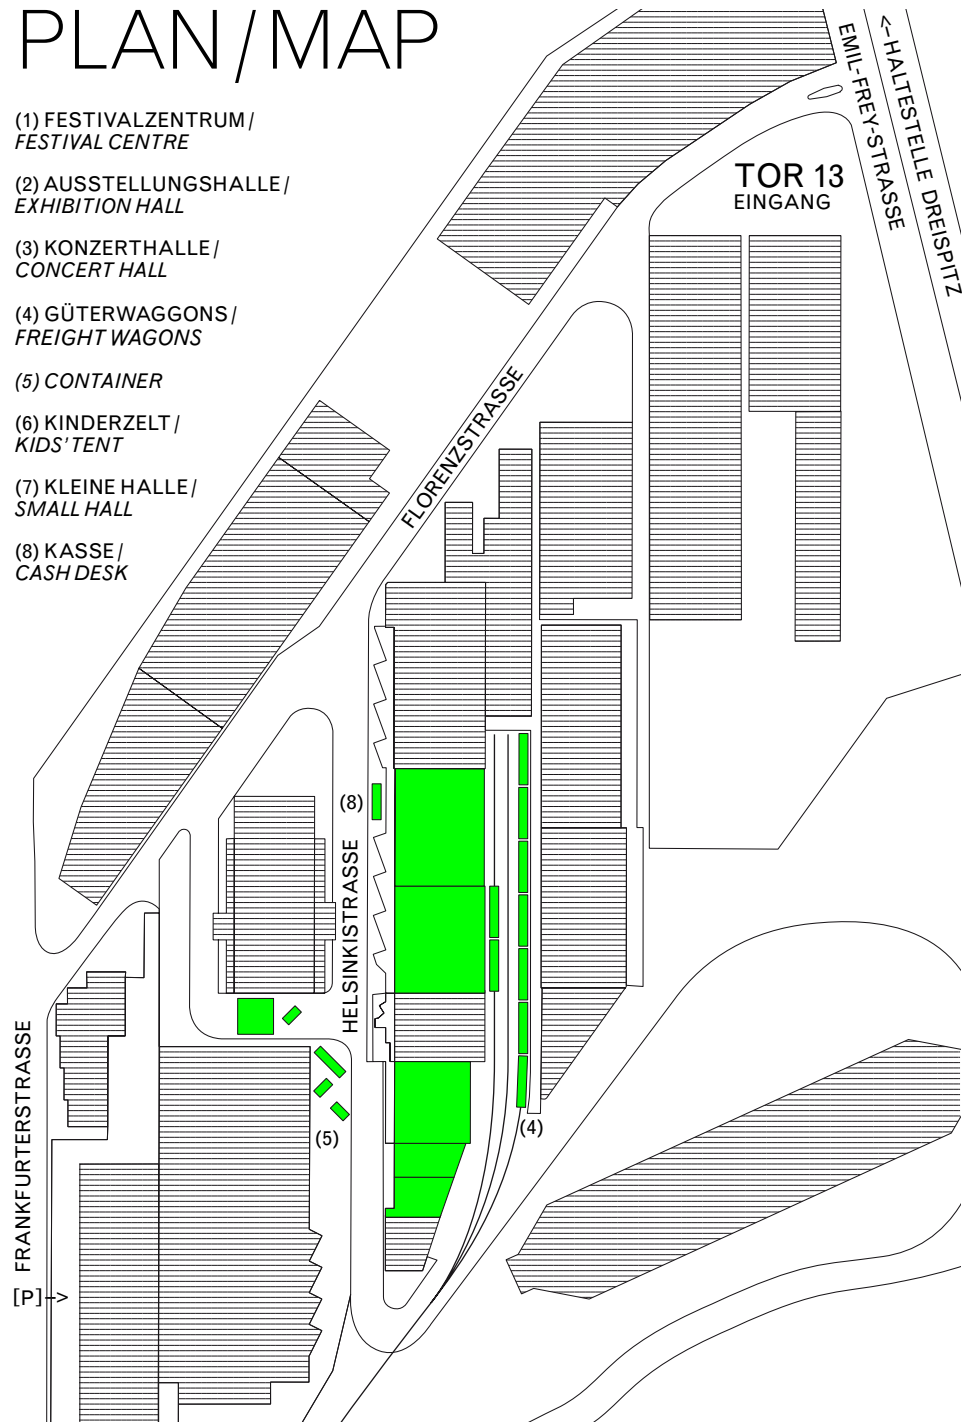 PLAN/MAP
(1) FESTIVALZENTRUM/
FESTIVAL CENTRE
(2) AUSSTELLUNGSHALLE/
EXHIBITION HALL
(3) KONZERTHALLE/
CONCERT HALL
(4) GÜTERWAGGONS/
FREIGHT WAGONS
(5) CONTAINER
(6) KINDERZELT/
KIDS' TENT
(7) KLEINE HALLE/
SMALL HALL
(8) KASSE/
CASH DESK
<-HALTESTELLE DREISPITZ
EMIL-FREY-STRASSE
TOR 13
EINGANG
FLORENZSTRASSE
(8)
HELSINKISTRASSE
FRANKFURTERSTRASSE
(5)
(4)
[P]->